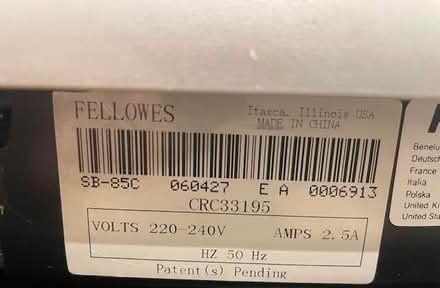 FELLOWES
Itasca, Illinois USA
MADE IN CHINA
SB-85C 060427 E A 0006913
CRC33195
VOLTS 220-240V AMPS 2.5A
HZ 50 Hz
Patent(s) Pending
Benelu
Deutsch
France
Italia
Polska
United Ki
United Sta